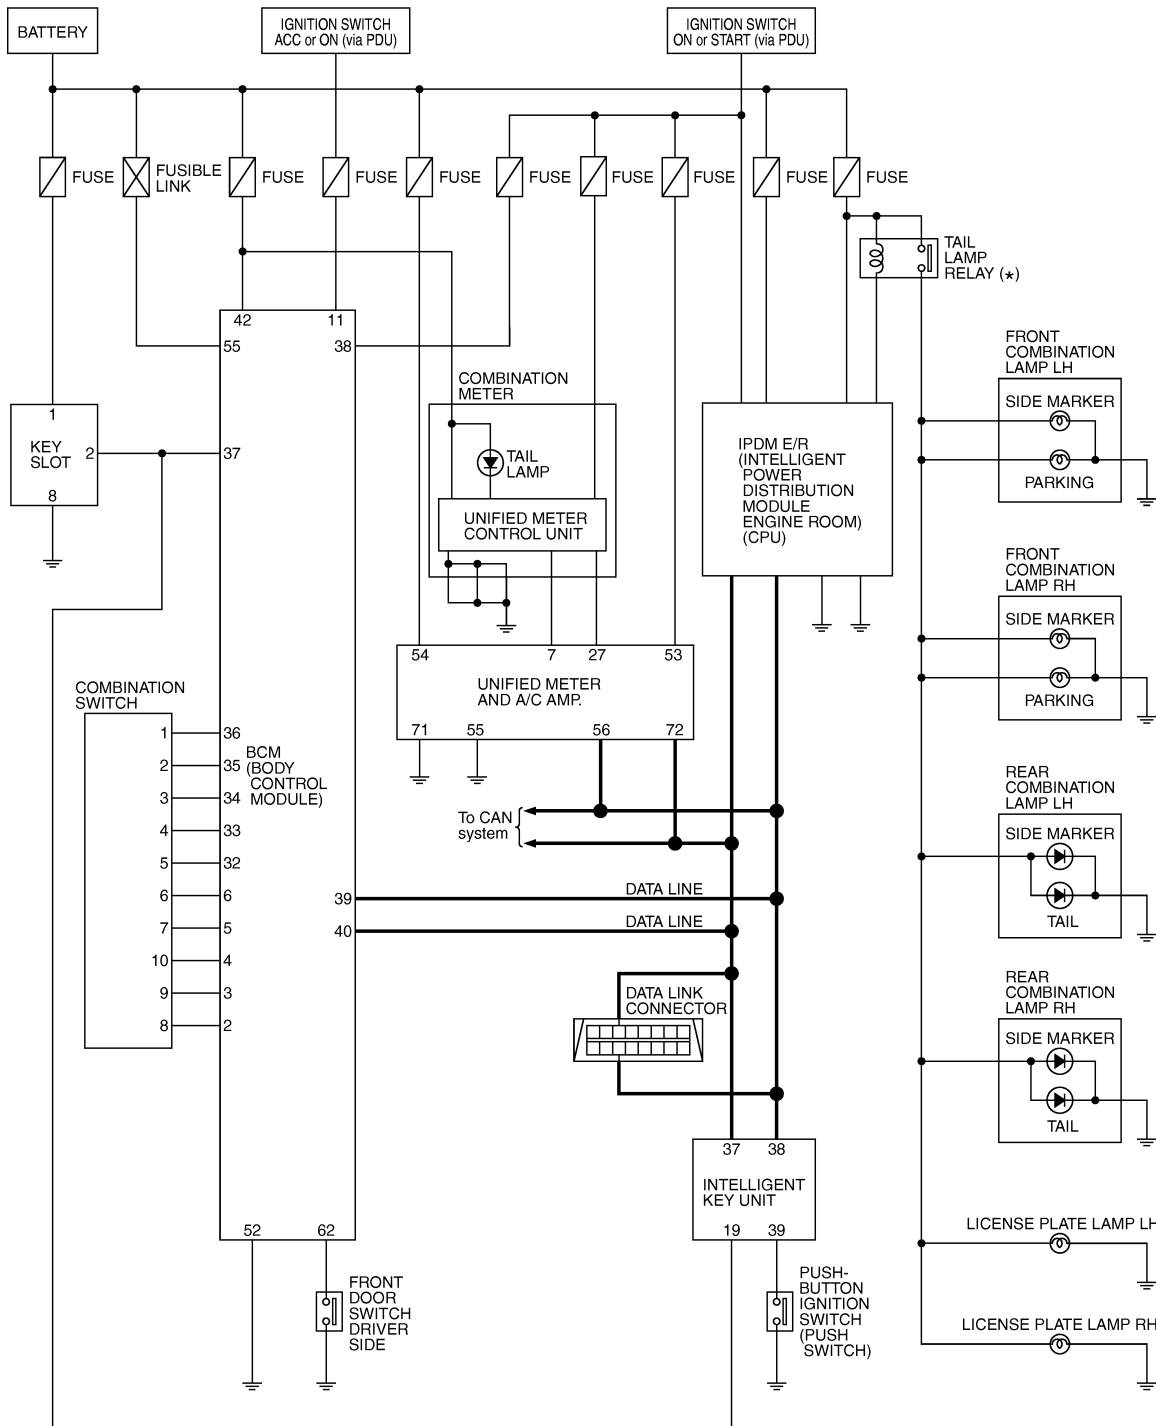 BATTERY
IGNITION SWITCH
ACC or ON (via PDU)
IGNITION SWITCH
ON or START (via PDU)
FUSE
FUSIBLE
LINK
FUSE
FUSE
FUSE
FUSE
FUSE
FUSE
FUSE
FUSE
TAIL
LAMP
RELAY (*)
42
11
55
38
1
KEY
SLOT
2
8
37
COMBINATION
METER
TAIL
LAMP
UNIFIED METER
CONTROL UNIT
IPDM E/R
(INTELLIGENT
POWER
DISTRIBUTION
MODULE
ENGINE ROOM)
(CPU)
FRONT
COMBINATION
LAMP LH
SIDE MARKER
PARKING
FRONT
COMBINATION
LAMP RH
SIDE MARKER
PARKING
54
7
27
53
UNIFIED METER
AND A/C AMP.
71
55
56
72
COMBINATION
SWITCH
1
36
2
35
3
34
4
33
5
32
6
6
7
5
10
4
9
3
8
2
BCM
(BODY
CONTROL
MODULE)
To CAN
system
REAR
COMBINATION
LAMP LH
SIDE MARKER
TAIL
39
DATA LINE
40
DATA LINE
DATA LINK
CONNECTOR
REAR
COMBINATION
LAMP RH
SIDE MARKER
TAIL
37
38
INTELLIGENT
KEY UNIT
19
39
52
62
FRONT
DOOR
SWITCH
DRIVER
SIDE
PUSH-
BUTTON
IGNITION
SWITCH
(PUSH
SWITCH)
LICENSE PLATE LAMP LH
LICENSE PLATE LAMP RH